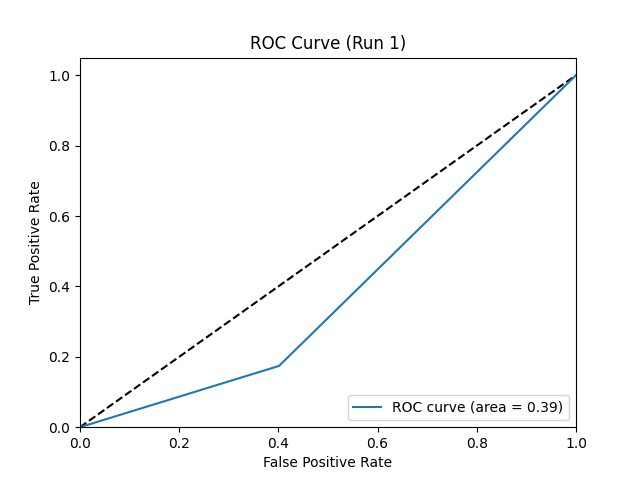 ROC Curve (Run 1)
True Positive Rate
1.0
0.8
0.6
0.4
0.2
0.0
0.0 0.2 0.4 0.6 0.8 1.0
False Positive Rate
ROC curve (area = 0.39)